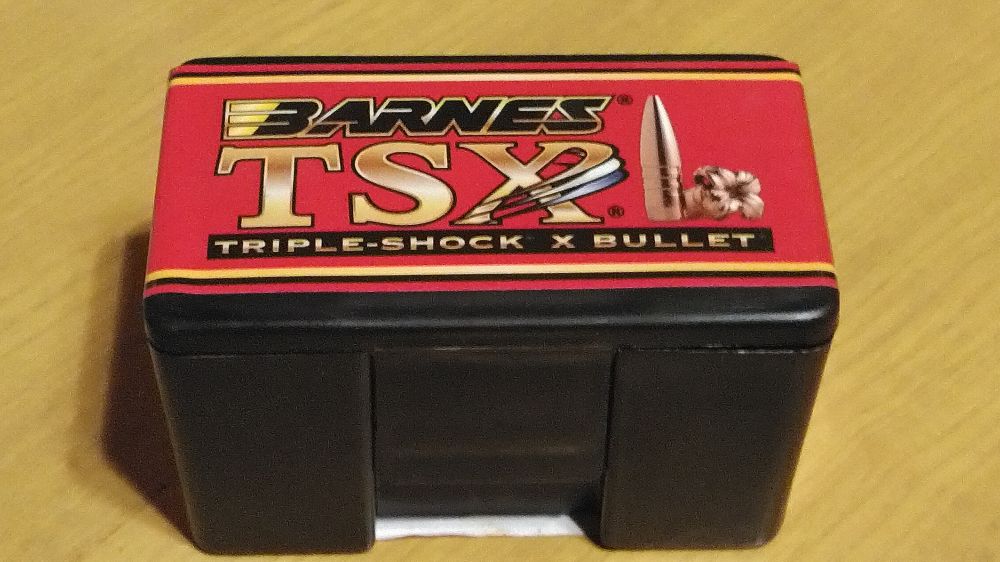 BARNES®
TSX®
TRIPLE-SHOCK X BULLET